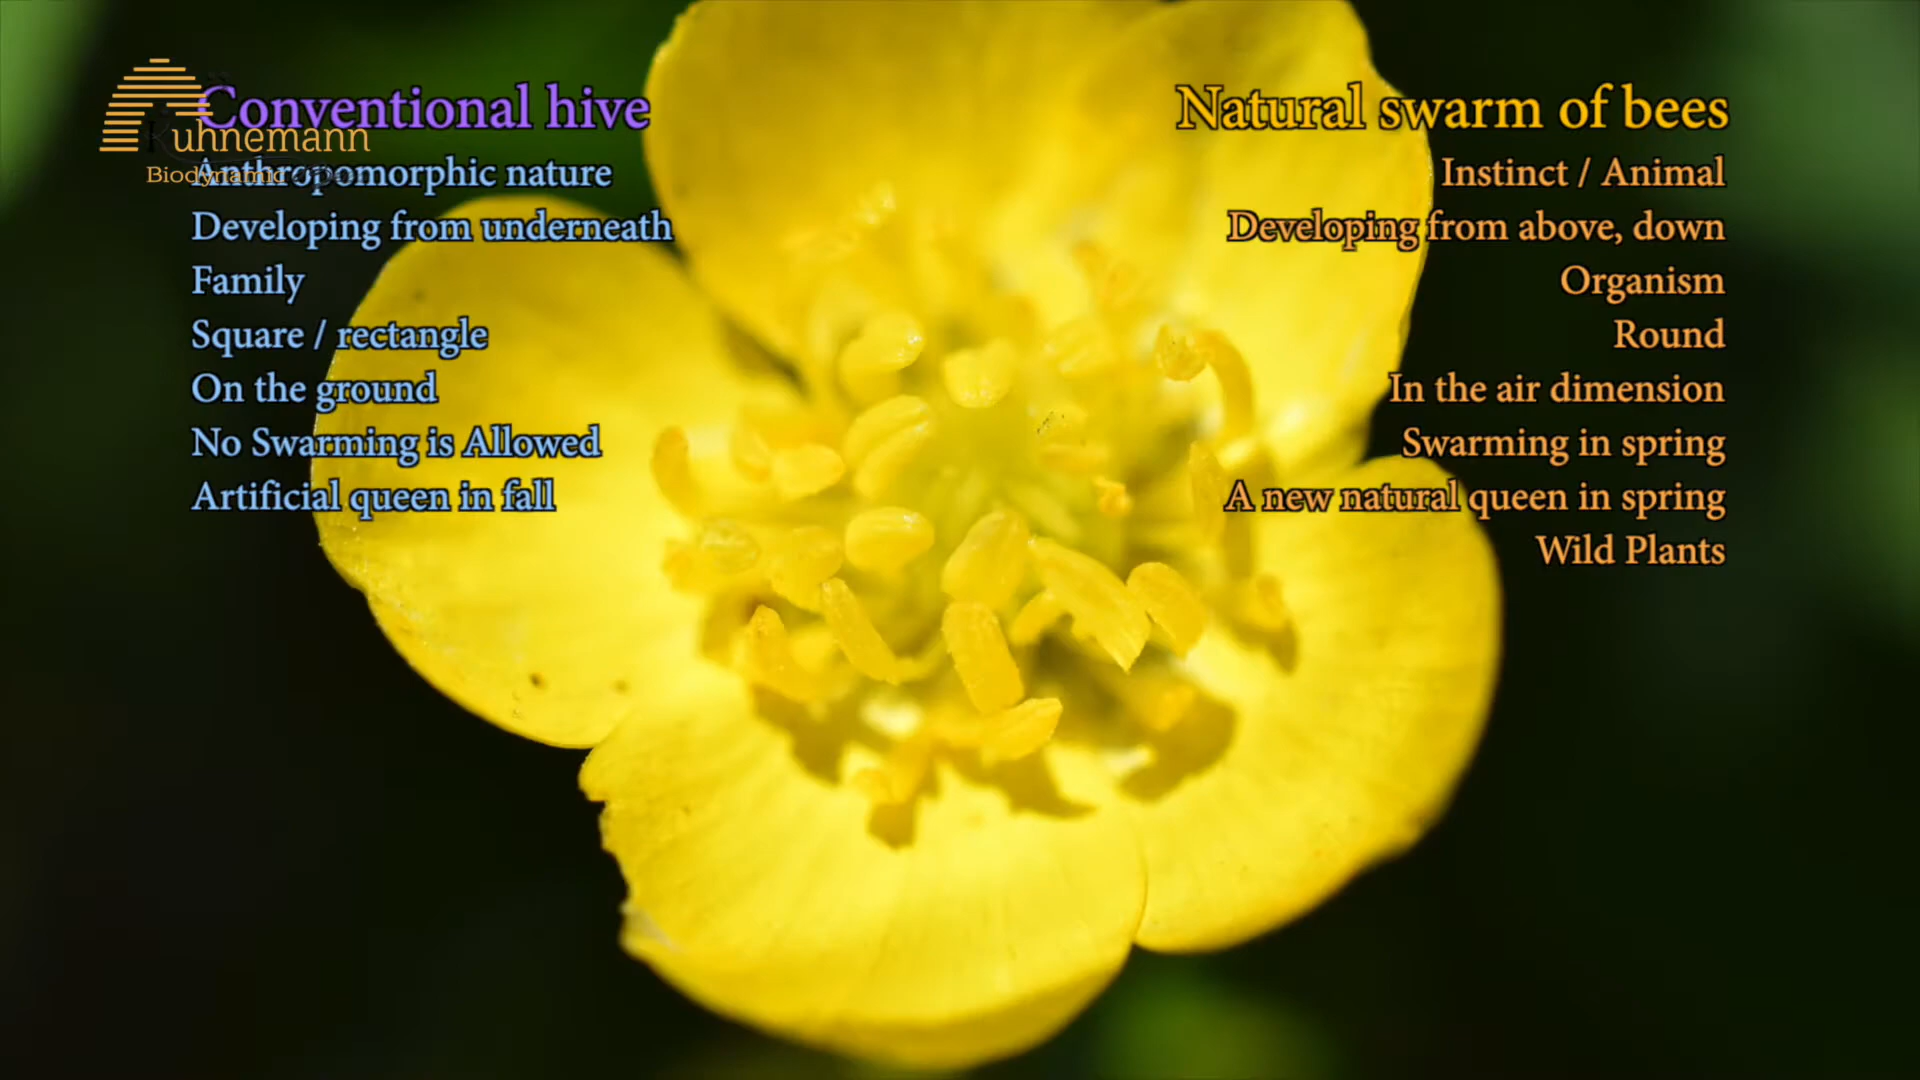 Conventional hive
Anthropomorphic nature
Developing from underneath
Family
Square / rectangle
On the ground
No Swarming is Allowed
Artificial queen in fall
Natural swarm of bees
Instinct / Animal
Developing from above, down
Organism
Round
In the air dimension
Swarming in spring
A new natural queen in spring
Wild Plants
Kuhnemann
Biodynamic